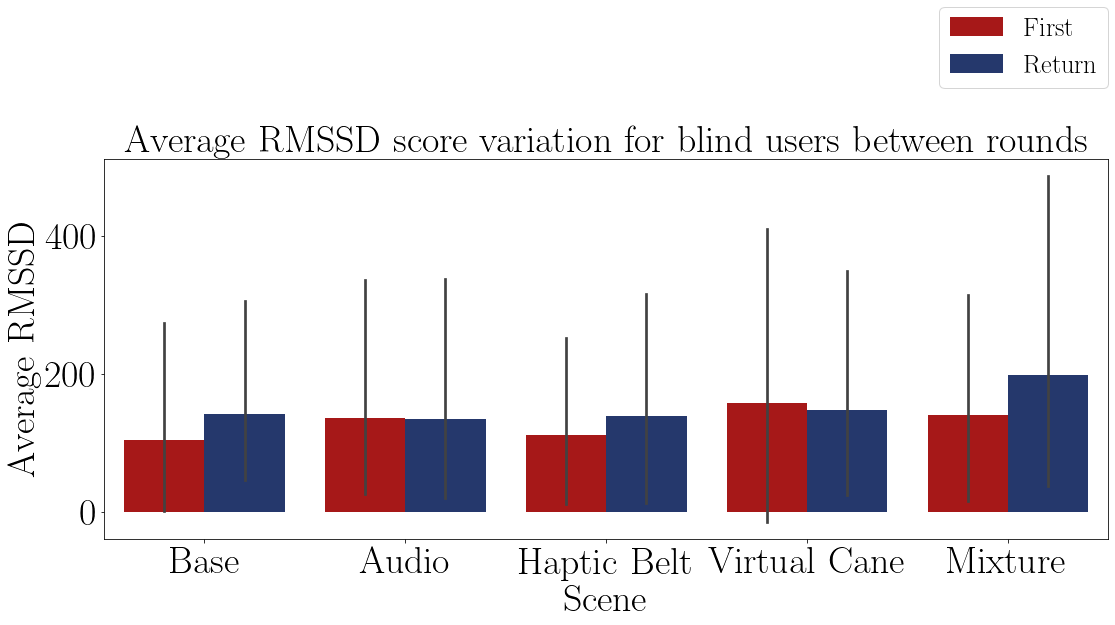 First
Return
Average RMSSD score variation for blind users between rounds
Average RMSSD
400
200
0
Base
Audio
Haptic Belt
Virtual Cane
Mixture
Scene